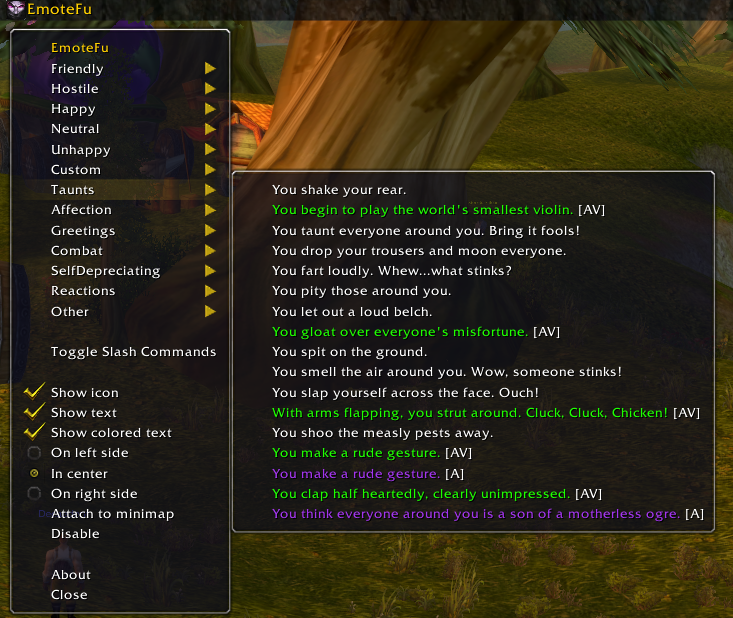 EmoteFu
EmoteFu
Friendly
Hostile
Happy
Neutral
Unhappy
Custom
Taunts
Affection
Greetings
Combat
SelfDepreciating
Reactions
Other
Toggle Slash Commands
Show icon
Show text
Show colored text
On left side
In center
On right side
Attach to minimap
Disable
About
Close
You shake your rear.
You begin to play the world's smallest violin. [AV]
You taunt everyone around you. Bring it fools!
You drop your trousers and moon everyone.
You fart loudly. Whew...what stinks?
You pity those around you.
You let out a loud belch.
You gloat over everyone's misfortune. [AV]
You spit on the ground.
You smell the air around you. Wow, someone stinks!
You slap yourself across the face. Ouch!
With arms flapping, you strut around. Cluck, Cluck, Chicken! [AV]
You shoo the measly pests away.
You make a rude gesture. [AV]
You make a rude gesture. [A]
You clap half heartedly, clearly unimpressed. [AV]
You think everyone around you is a son of a motherless ogre. [A]